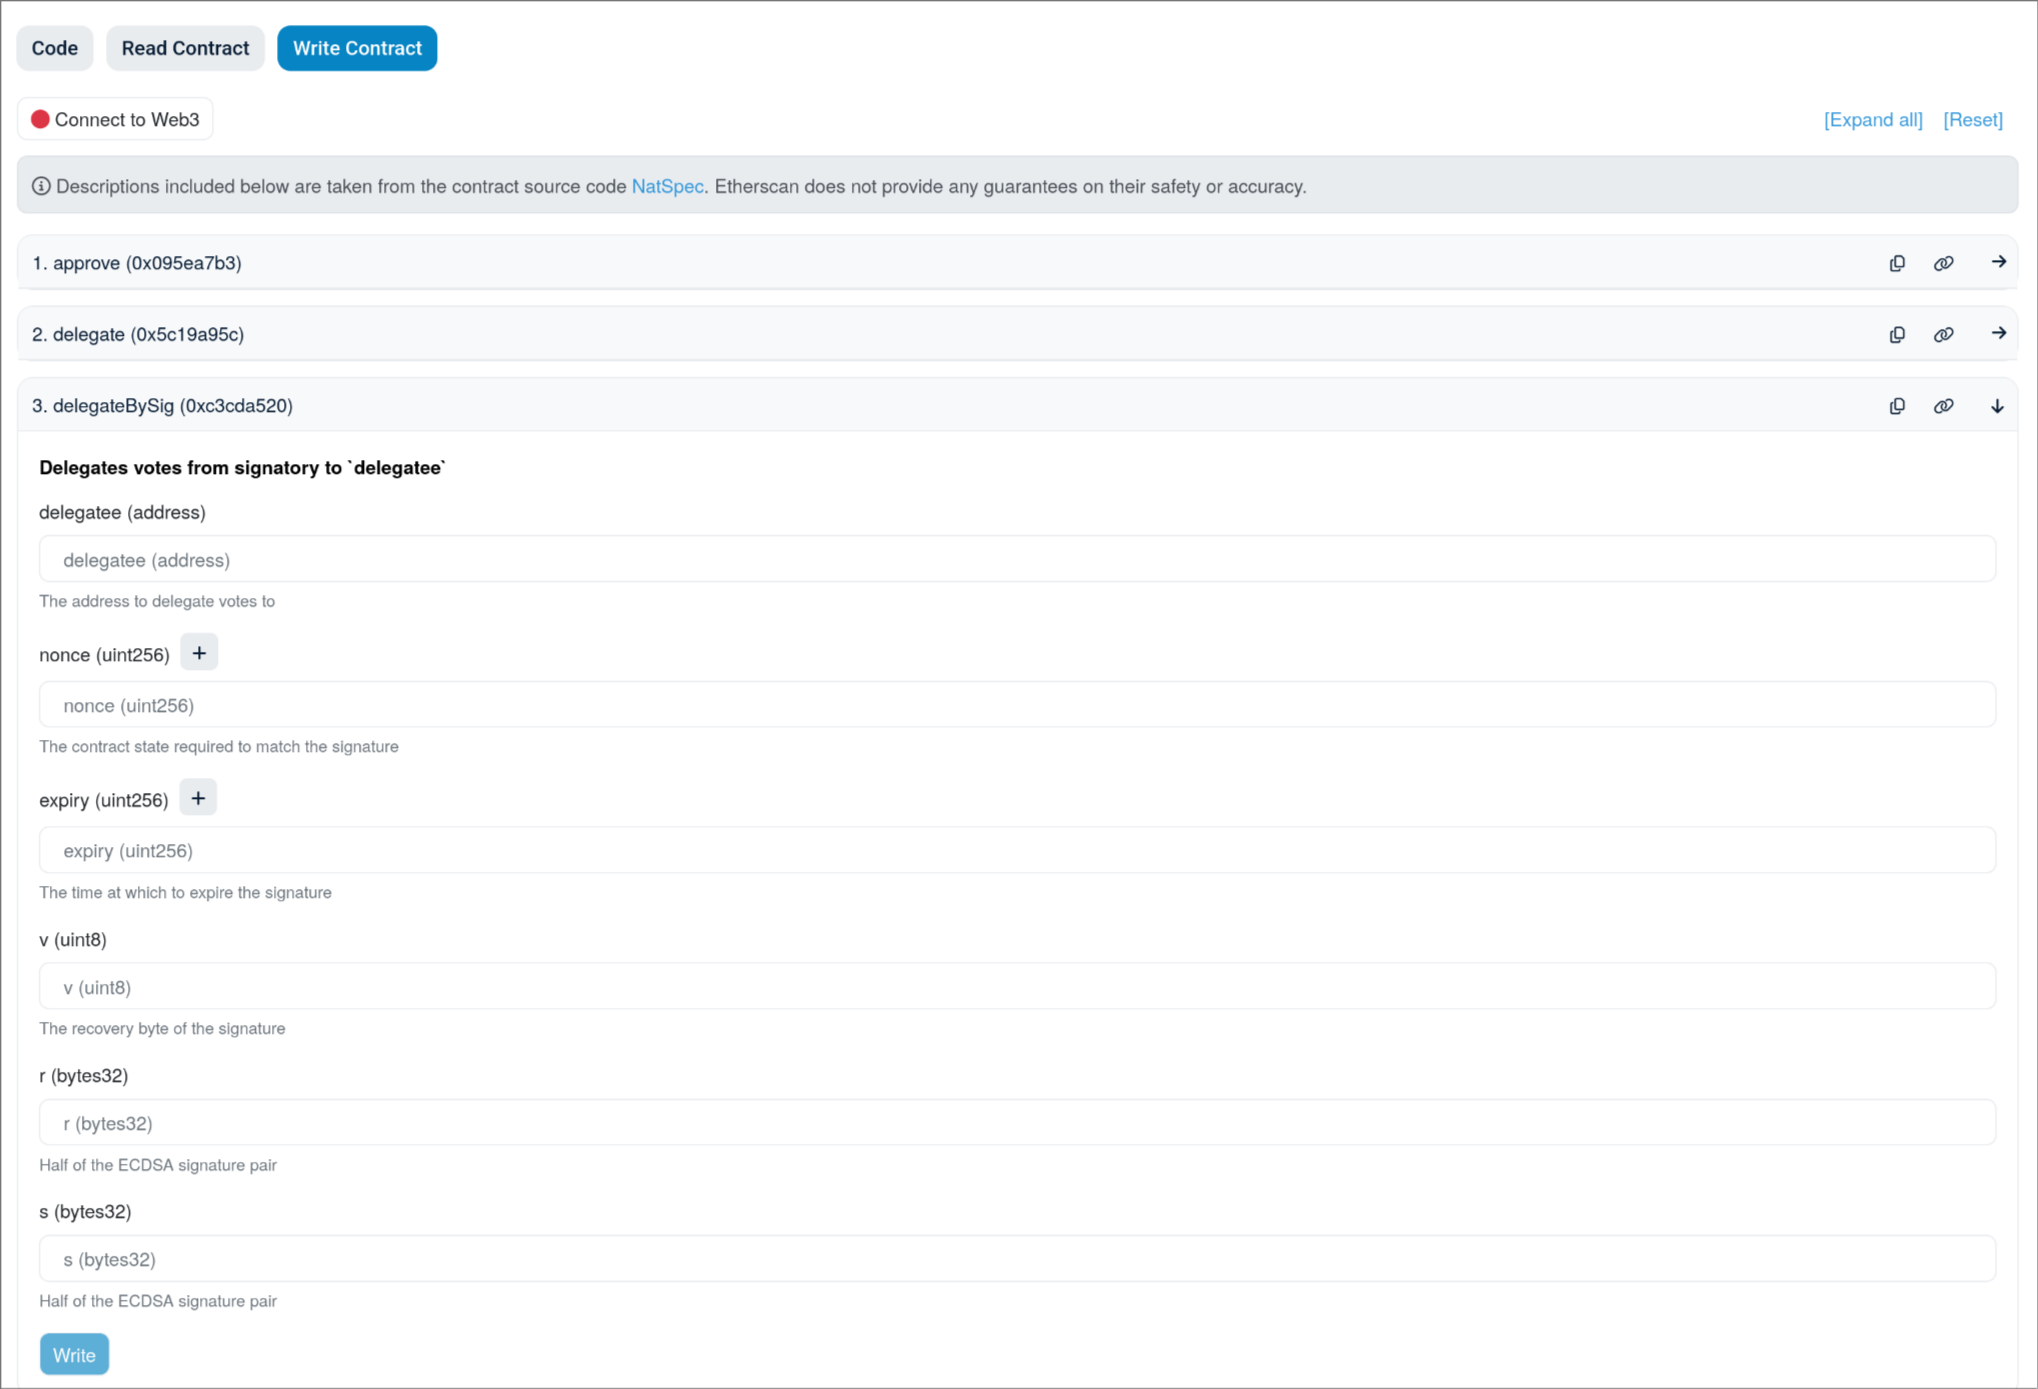 Code Read Contract Write Contract
Connect to Web3 [Expand all] [Reset]
Descriptions included below are taken from the contract source code NatSpec. Etherscan does not provide any guarantees on their safety or accuracy.
1. approve (0x095ea7b3)
2. delegate (0x5c19a95c)
3. delegateBySig (0xc3cda520)
Delegates votes from signatory to `delegatee`
delegatee (address)
delegatee (address)
The address to delegate votes to
nonce (uint256) +
nonce (uint256)
The contract state required to match the signature
expiry (uint256) +
expiry (uint256)
The time at which to expire the signature
v (uint8)
v (uint8)
The recovery byte of the signature
r (bytes32)
r (bytes32)
Half of the ECDSA signature pair
s (bytes32)
s (bytes32)
Half of the ECDSA signature pair
Write